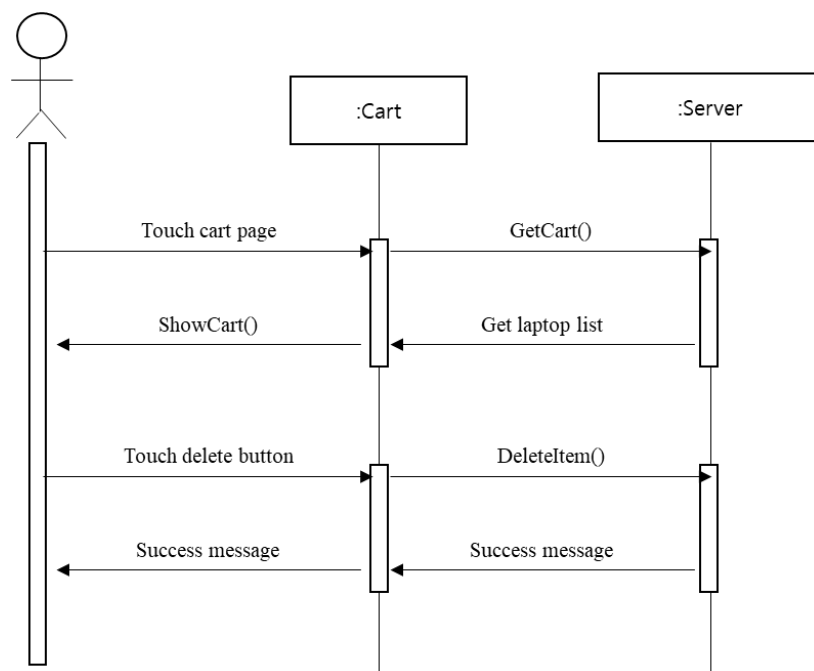 :Cart
:Server
Touch cart page
GetCart()
ShowCart()
Get laptop list
Touch delete button
DeleteItem()
Success message
Success message